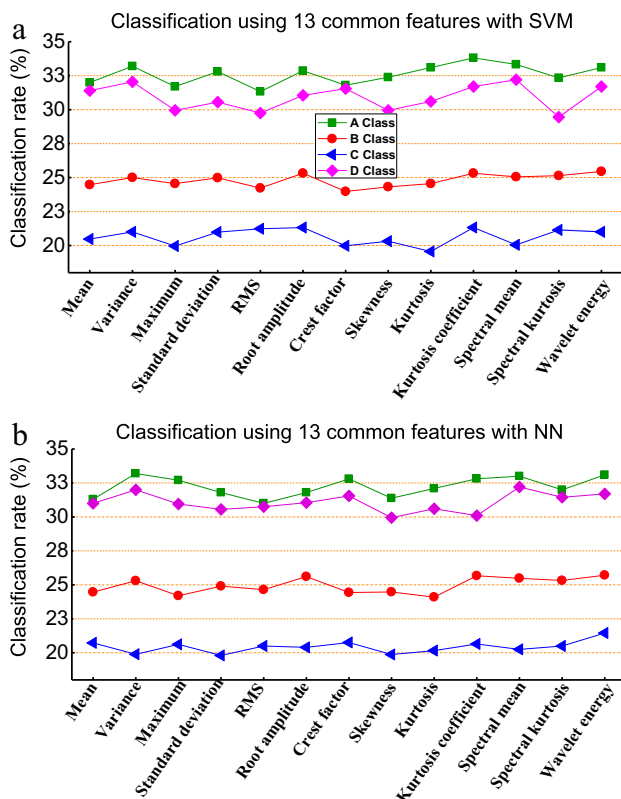 a
Classification using 13 common features with SVM
Classification rate (%)
35
33
30
28
25
23
20
A Class
B Class
C Class
D Class
Mean
Variance
Maximum
Standard deviation
RMS
Root amplitude
Crest factor
Skewness
Kurtosis
Kurtosis coefficient
Spectral mean
Spectral kurtosis
Wavelet energy
b
Classification using 13 common features with NN
Classification rate (%)
35
33
30
28
25
23
20
Mean
Variance
Maximum
Standard deviation
RMS
Root amplitude
Crest factor
Skewness
Kurtosis
Kurtosis coefficient
Spectral mean
Spectral kurtosis
Wavelet energy